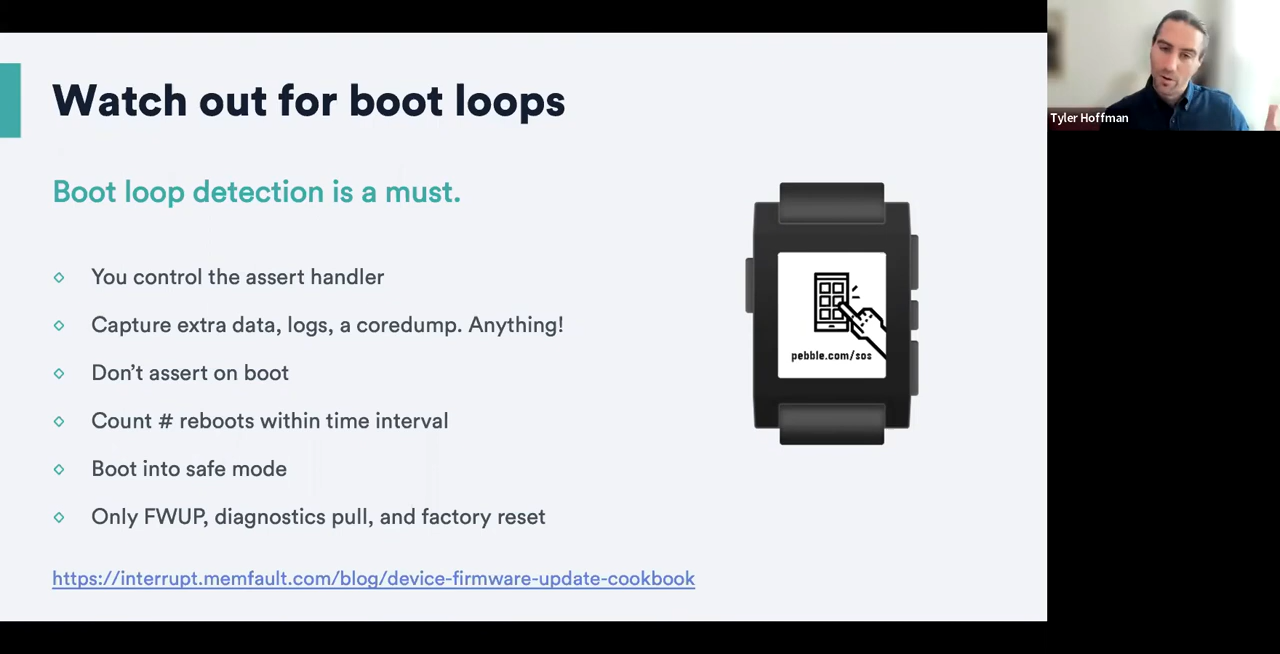 Watch out for boot loops
Boot loop detection is a must.
You control the assert handler
Capture extra data, logs, a coredump. Anything!
Don’t assert on boot
Count # reboots within time interval
Boot into safe mode
Only FWUP, diagnostics pull, and factory reset
https://interrupt.memfault.com/blog/device-firmware-update-cookbook
pebble.com/sos
Tyler Hoffman